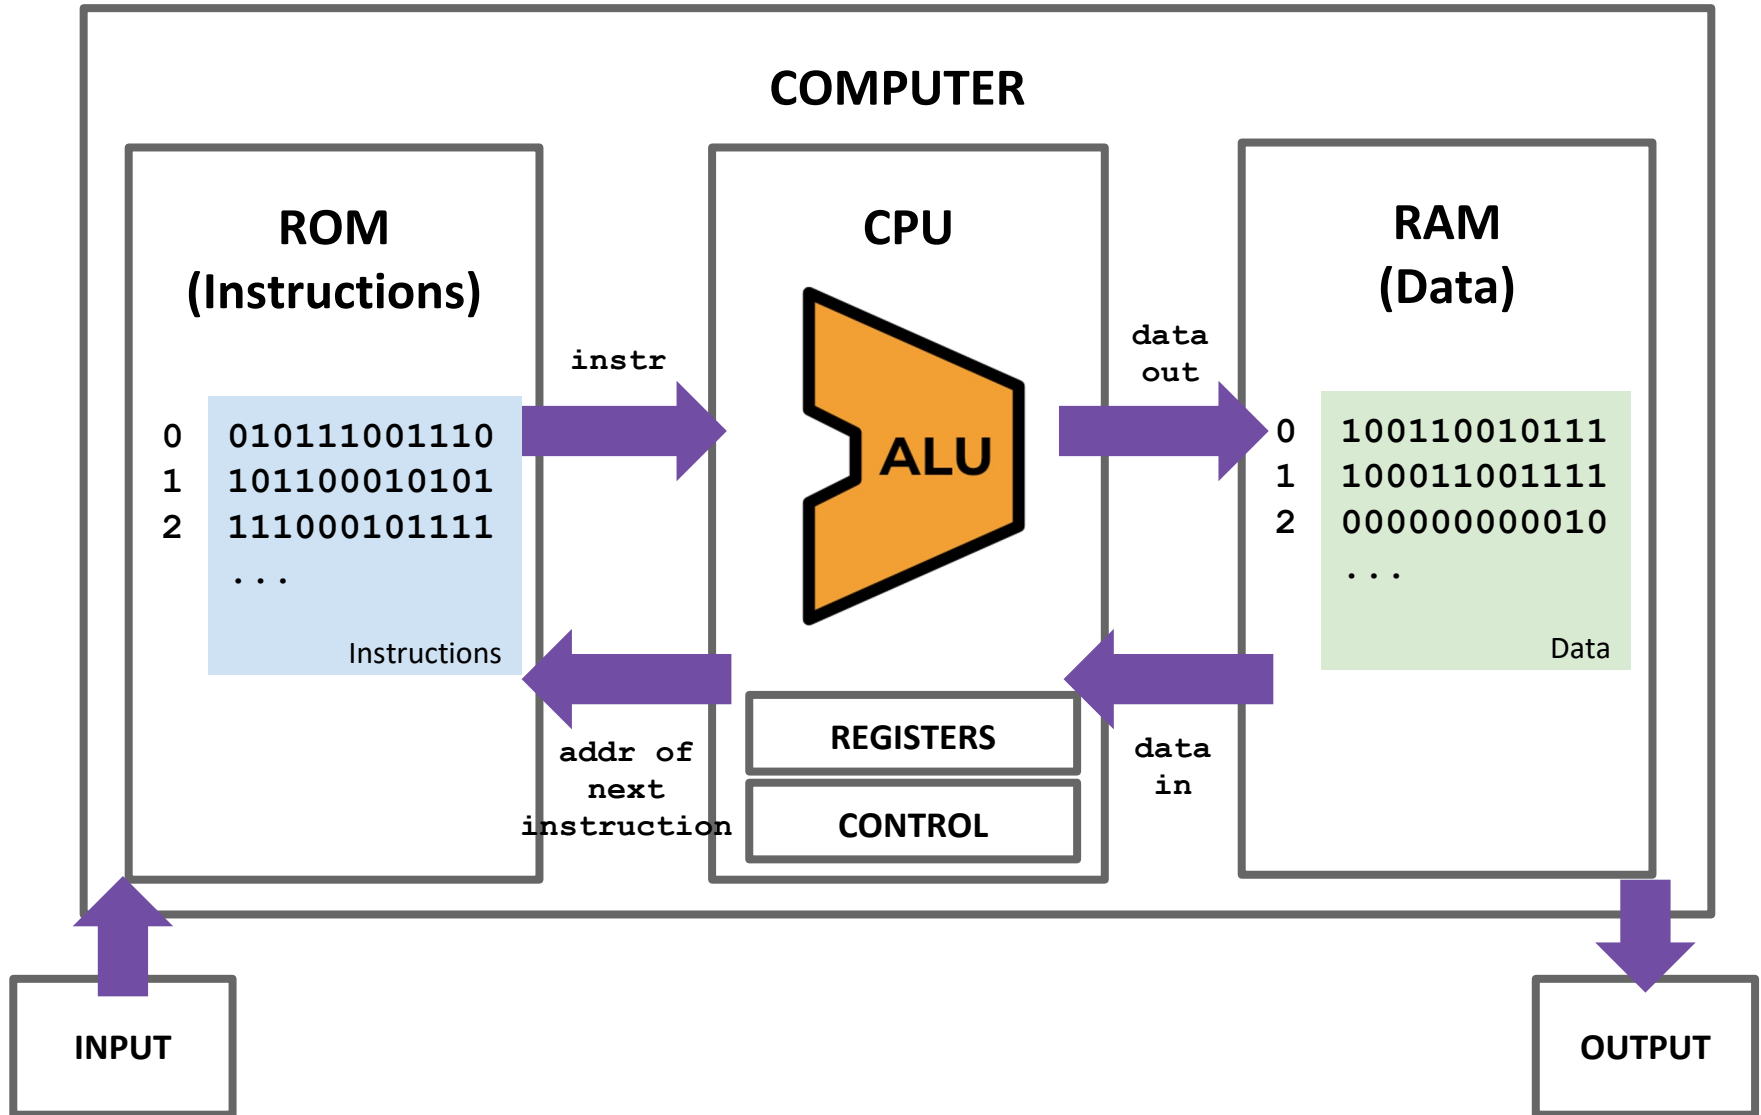 COMPUTER
ROM
(Instructions)
0 010111001110
1 101100010101
2 111000101111
...
Instructions
instr
addr of
next
instruction
CPU
ALU
REGISTERS
CONTROL
data
out
data
in
RAM
(Data)
0 100110010111
1 100011001111
2 000000000010
...
Data
INPUT
OUTPUT